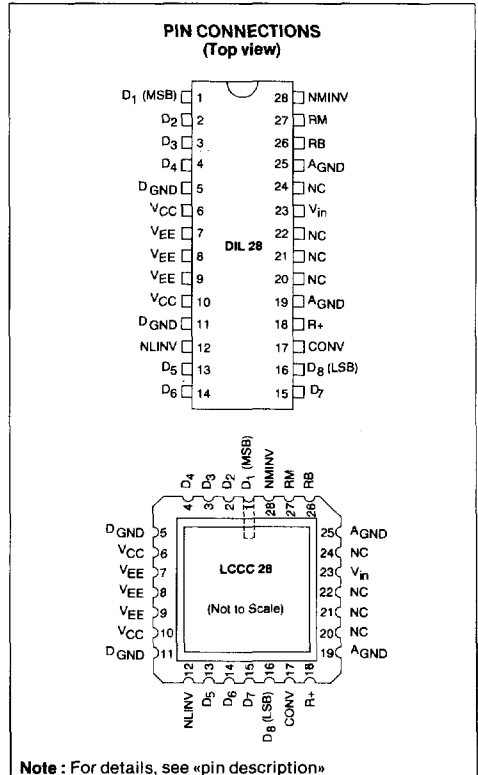 PIN CONNECTIONS
(Top view)
D1 (MSB) 1 28 NMINV
D2 2 27 RM
D3 3 26 RB
D4 4 25 AGND
DGND 5 24 NC
VCC 6 23 Vin
VEE 7 22 NC
VEE 8 DIL 28 21 NC
VEE 9 20 NC
VCC 10 19 AGND
DGND 11 18 R+
NLINV 12 17 CONV
D5 13 16 D8 (LSB)
D6 14 15 D7
D4 D3 D2 D1 (MSB) NMINV RM RB
4 3 2 1 28 27 26
DGND 5 25 AGND
VCC 6 24 NC
VEE 7 LCCC 28 23 Vin
VEE 8 22 NC
VEE 9 (Not to Scale) 21 NC
VCC 10 20 NC
DGND 11 19 AGND
12 13 14 15 16 17 18
NLINV D5 D6 D7 D8 (LSB) CONV R+
Note : For details, see «pin description»